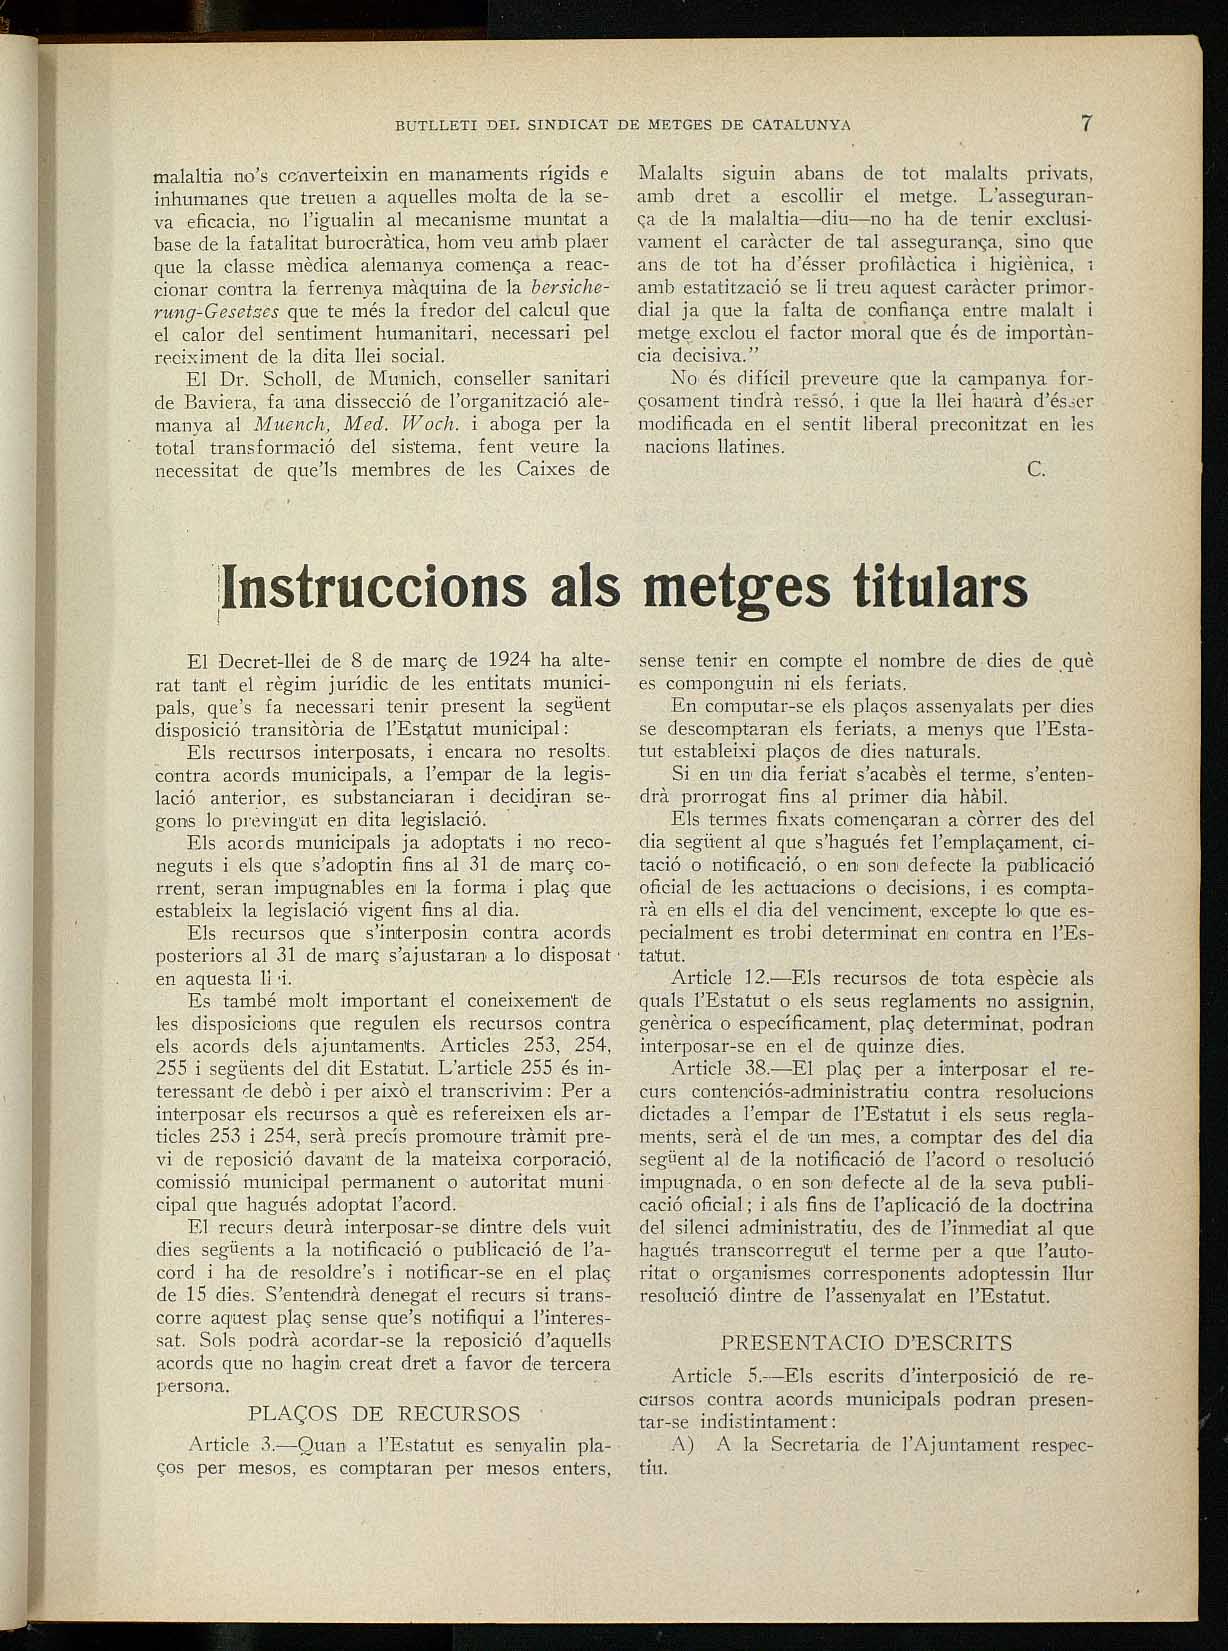 BUTLLETI DEL SINDICAT DE METGES DE CATALUNYA 7
malaltia no's converteixin en manaments rígids e
inhumanes que treuen a aquelles molta de la se-
va eficacia, no l'igualin al mecanisme muntat a
base de la fatalitat burocràtica, hom veu amb plaer
que la classe mèdica alemanya comença a reac-
cionar contra la ferrenya màquina de la bersiche-
rung-Gesetses que te més la fredor del calcul que
el calor del sentiment humanitari, necessari pel
reeiximent de la dita llei social.
El Dr. Scholl, de Munich, conseller sanitari
de Baviera, fa una dissecció de l'organització ale-
manya al Muench, Med. Woch. i aboga per la
total transformació del sistema, fent veure la
necessitat de que'ls membres de les Caixes de
Malalts siguin abans de tot malalts privats,
amb dret a escollir el metge. L'asseguran-
ça de la malaltia—diu—no ha de tenir exclusi-
vament el caràcter de tal assegurança, sino que
ans de tot ha d'ésser profilàctica i higiènica, i
amb estatització se li treu aquest caràcter primor-
dial ja que la falta de confiança entre malalt i
metge exclou el factor moral que és de importàn-
cia decisiva."
No és difícil preveure que la campanya for-
çosament tindrà ressó, i que la llei haurà d'ésser
modificada en el sentit liberal preconitzat en les
nacions llatines.
C.
Instruccions als metges titulars
El Decret-llei de 8 de març de 1924 ha alte-
rat tant el règim jurídic de les entitats munici-
pals, que's fa necessari tenir present la següent
disposició transitòria de l'Estatut municipal:
Els recursos interposats, i encara no resolts.
contra acords municipals, a l'empar de la legis-
lació anterior, es substanciaran i decidiran se-
gons lo previngut en dita legislació.
Els acords municipals ja adoptats i no reco-
neguts i els que s'adoptin fins al 31 de març co-
rrent, seran impugnables en la forma i plaç que
estableix la legislació vigent fins al dia.
Els recursos que s'interposin contra acords
posteriors al 31 de març s'ajustaran a lo disposat
en aquesta ll i.
Es també molt important el coneixement de
les disposicions que regulen els recursos contra
els acords dels ajuntaments. Articles 253, 254,
255 i següents del dit Estatut. L'article 255 és in-
teressant de debò i per això el transcrivim: Per a
interposar els recursos a què es refereixen els ar-
ticles 253 i 254, serà precís promoure tràmit pre-
vi de reposició davant de la mateixa corporació,
comissió municipal permanent o autoritat muni-
cipal que hagués adoptat l'acord.
El recurs deurà interposar-se dintre dels vuit
dies següents a la notificació o publicació de l'a-
cord i ha de resoldre's i notificar-se en el plaç
de 15 dies. S'entendrà denegat el recurs si trans-
corre aquest plaç sense que's notifiqui a l'interes-
sat. Sols podrà acordar-se la reposició d'aquells
acords que no hagin creat dret a favor de tercera
persona.
PLAÇOS DE RECURSOS
Article 3.—Quan a l'Estatut es senyalin pla-
ços per mesos, es comptaran per mesos enters,
sense tenir en compte el nombre de dies de què
es componguin ni els feriats.
En computar-se els plaços assenyalats per dies
se descomptaran els feriats, a menys que l'Esta-
tut estableixi plaços de dies naturals.
Si en un dia feriat s'acabès el terme, s'enten-
drà prorrogat fins al primer dia hàbil.
Els termes fixats començaran a còrrer des del
dia següent al que s'hagués fet l'emplaçament, ci-
tació o notificació, o en son defecte la publicació
oficial de les actuacions o decisions, i es compta-
rà en ells el dia del venciment, excepte lo que es-
pecialment es trobi determinat en contra en l'Es-
tatut.
Article 12.—Els recursos de tota espècie als
quals l'Estatut o els seus reglaments no assignin,
genèrica o específicament, plaç determinat, podran
interposar-se en el de quinze dies.
Article 38.—El plaç per a interposar el re-
curs contenciós-administratiu contra resolucions
dictades a l'empar de l'Estatut i els seus regla-
ments, serà el de un mes, a comptar des del dia
següent al de la notificació de l'acord o resolució
impugnada, o en son defecte al de la seva publi-
cació oficial; i als fins de l'aplicació de la doctrina
del silenci administratiu, des de l'inmediat al que
hagués transcorregut el terme per a que l'auto-
ritat o organismes corresponents adoptessin llur
resolució dintre de l'assenyalat en l'Estatut.
PRESENTACIO D'ESCRITS
Article 5.—Els escrits d'interposició de re-
cursos contra acords municipals podran presen-
tar-se indistintament:
A) A la Secretaria de l'Ajuntament respec-
tiu.